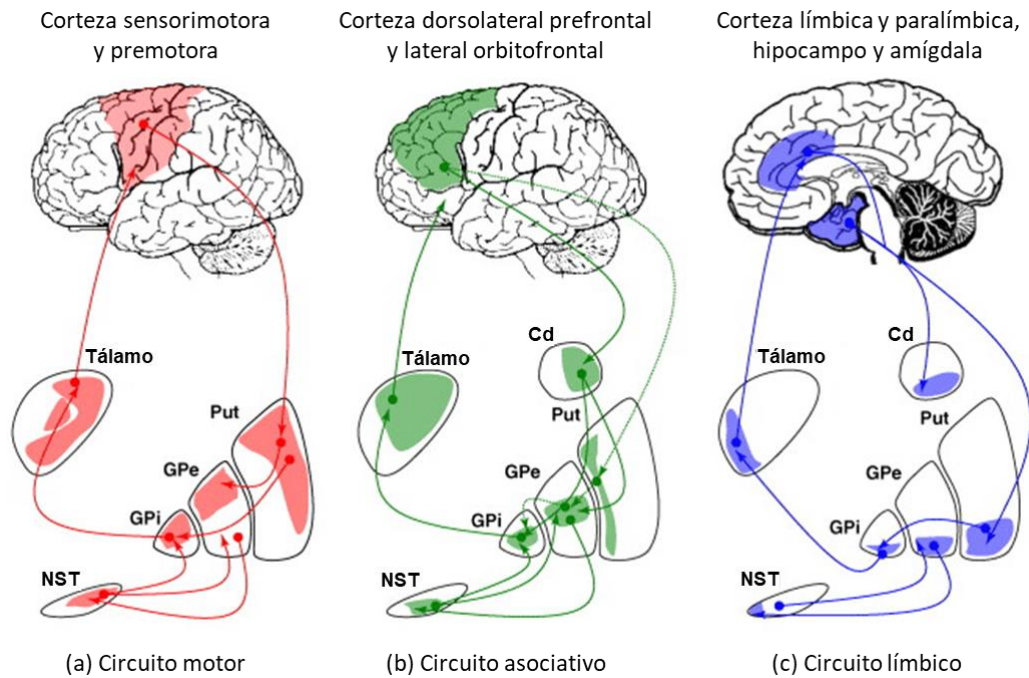 Corteza sensorimotora
y premotora
Corteza dorsolateral prefrontal
y lateral orbitofrontal
Corteza límbica y paralímbica,
hipocampo y amígdala
Tálamo
Put
GPe
GPi
NST
Cd
Tálamo
Put
GPe
GPi
NST
Cd
Tálamo
Put
GPe
GPi
NST
(a) Circuito motor
(b) Circuito asociativo
(c) Circuito límbico